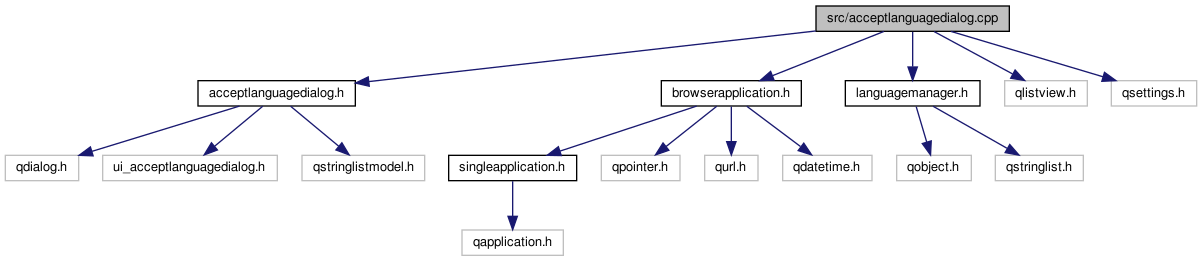 src/acceptlanguagedialog.cpp
acceptlanguagedialog.h
browserapplication.h
languagemanager.h
qlistview.h
qsettings.h
qdialog.h
ui_acceptlanguagedialog.h
qstringlistmodel.h
singleapplication.h
qpointer.h
qurl.h
qdatetime.h
qobject.h
qstringlist.h
qapplication.h